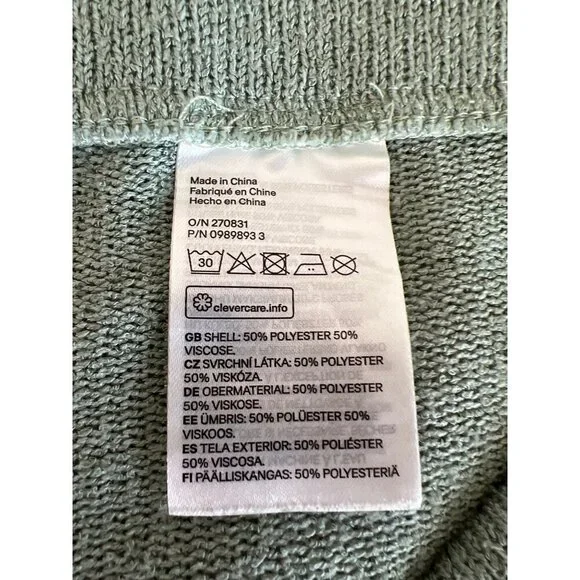 Made in China
Fabriqué en Chine
Hecho en China
O/N 270831
P/N 0989893 3
30
clevercare.info
GB SHELL: 50% POLYESTER 50%
VISCOSE.
CZ SVRCHNÍ LÁTKA: 50% POLYESTER
50% VISKÓZA.
DE OBERMATERIAL: 50% POLYESTER
50% VISKOSE.
EE ÜMBRIS: 50% POLÜESTER 50%
VISKOOS.
ES TELA EXTERIOR: 50% POLIÉSTER
50% VISCOSA.
FI PÄÄLLISKANGAS: 50% POLYESTERIÄ